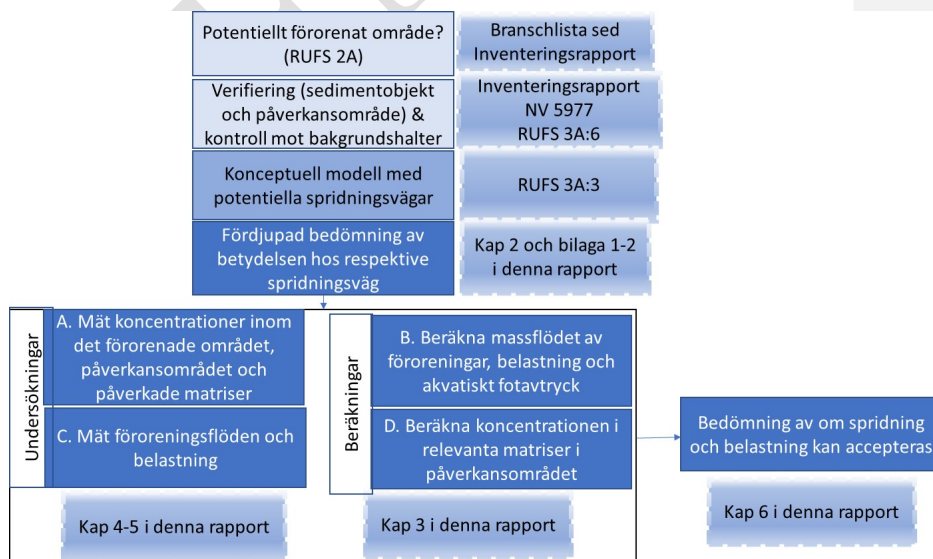 Potentiellt förorenat område?
(RUFS 2A)
Branschlista sed
Inventeringsrapport
Verifiering (sedimentobjekt
och påverkansområde) &
kontroll mot bakgrundshalter
Inventeringsrapport
NV 5977
RUFS 3A:6
Konceptuell modell med
potentiella spridningsvägar
RUFS 3A:3
Fördjupad bedömning av
betydelsen hos respektive
spridningsväg
Kap 2 och bilaga 1-2
i denna rapport
Undersökningar
A. Mät koncentrationer inom
det förorenade området,
påverkansområdet och
påverkade matriser
C. Mät föroreningsflöden och
belastning
Kap 4-5 i denna rapport
Beräkningar
B. Beräkna massflödet av
föroreningar, belastning och
akvatiskt fotavtryck
D. Beräkna koncentrationen i
relevanta matriser i
påverkansområdet
Kap 3 i denna rapport
Bedömning av om spridning
och belastning kan accepteras
Kap 6 i denna rapport